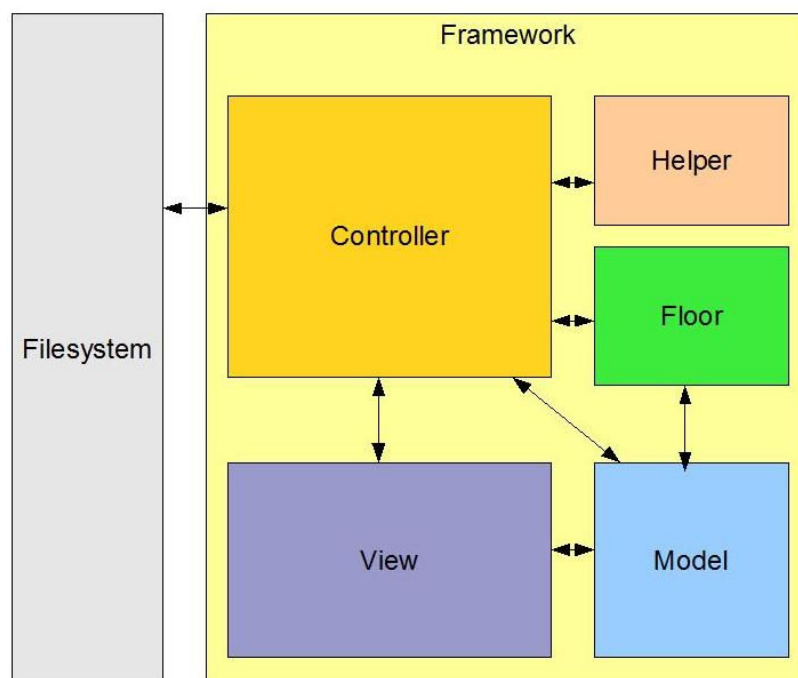 Framework
Helper
Controller
Floor
Filesystem
View
Model